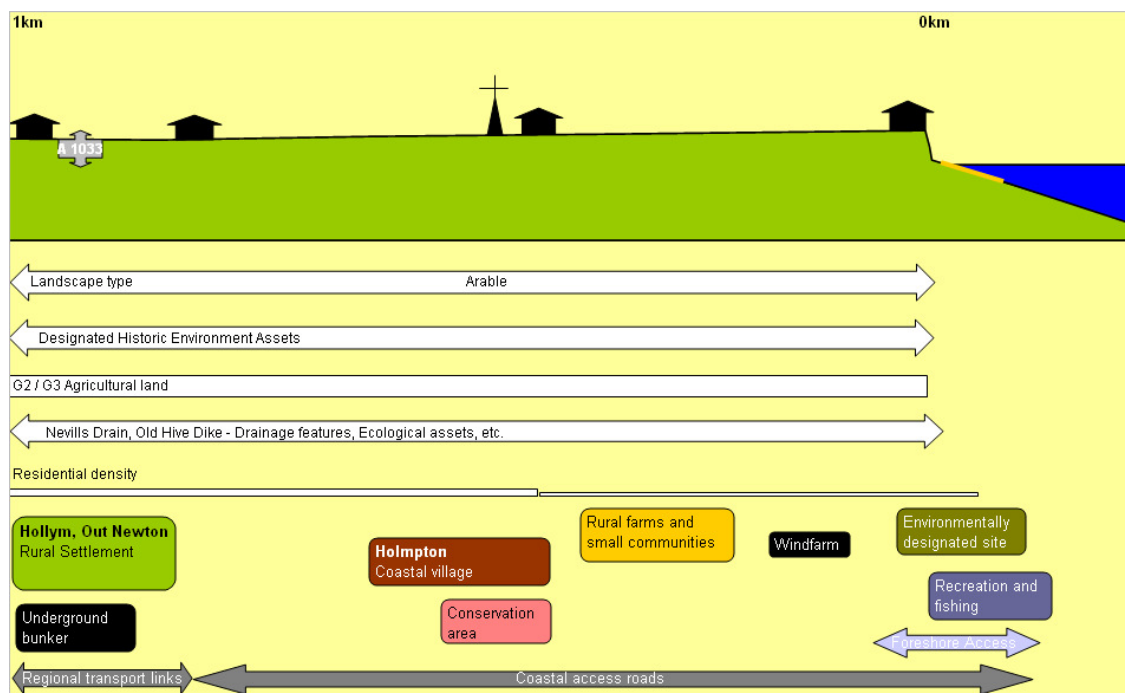 1km
0km
A 1033
Landscape type
Arable
Designated Historic Environment Assets
G2 / G3 Agricultural land
Nevills Drain, Old Hive Dike - Drainage features, Ecological assets, etc.
Residential density
Hollym, Out Newton
Rural Settlement
Holmpton
Coastal village
Rural farms and
small communities
Windfarm
Environmentally
designated site
Underground
bunker
Conservation
area
Recreation and
fishing
Foreshore Access
Regional transport links
Coastal access roads